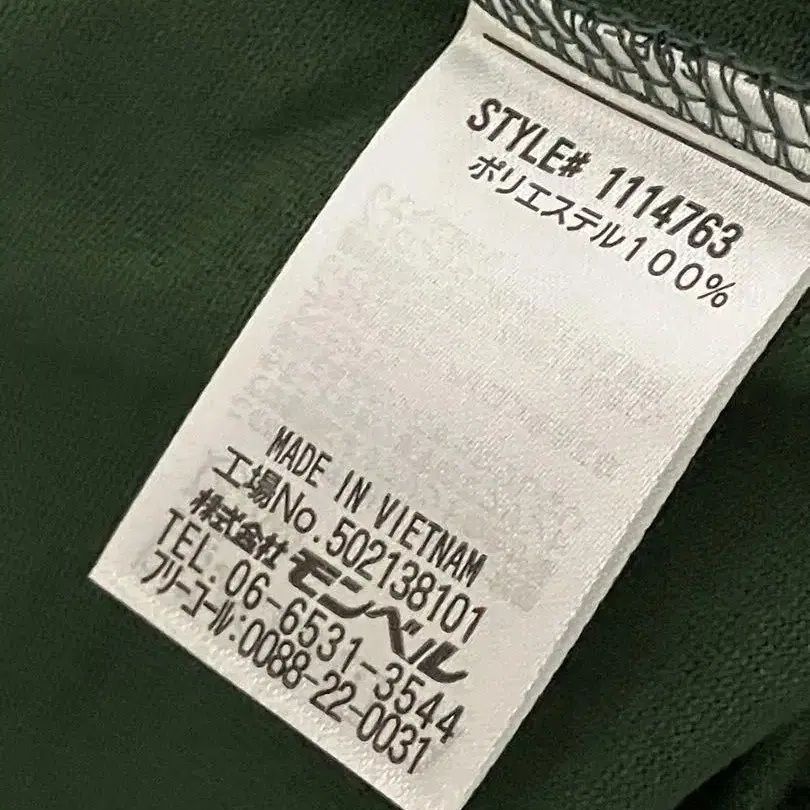 STYLE# 1114763
ポリエステル100%
MADE IN VIETNAM
工場No.502138101
株式会社モンベル
TEL. 06-6531-3544
フリーコール:0088-22-0031